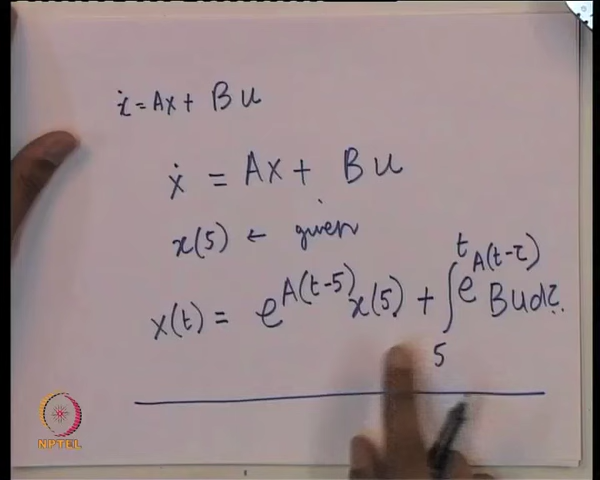 ẋ = Ax + Bu
ẋ = Ax + Bu
x(5) ← given
x(t) = e^{A(t-5)} x(5) + ∫_5^t e^{A(t-τ)} Bu dτ.
NPTEL